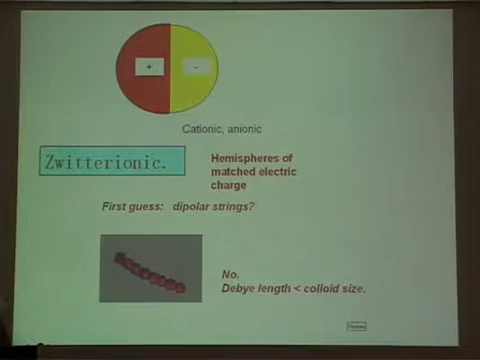 + -
Cationic, anionic
Zwitterionic.
Hemispheres of
matched electric
charge
First guess: dipolar strings?
No.
Debye length < colloid size.